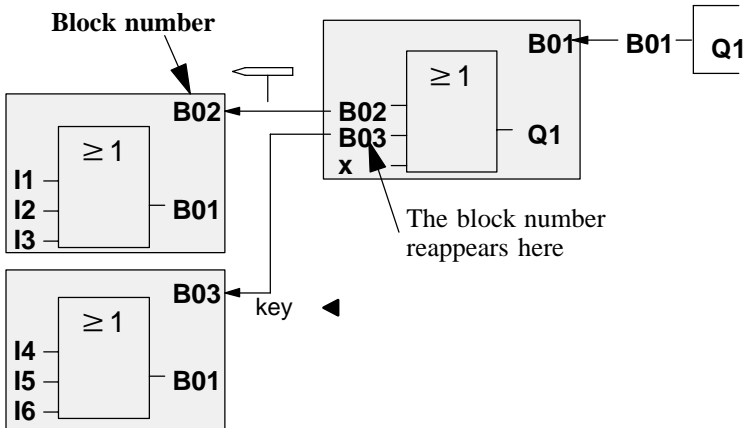 Block number
B01
B01
Q1
≥ 1
B02
B02
B03
Q1
x
≥ 1
I1
I2
B01
I3
The block number
reappears here
B03
key
≥ 1
I4
I5
B01
I6